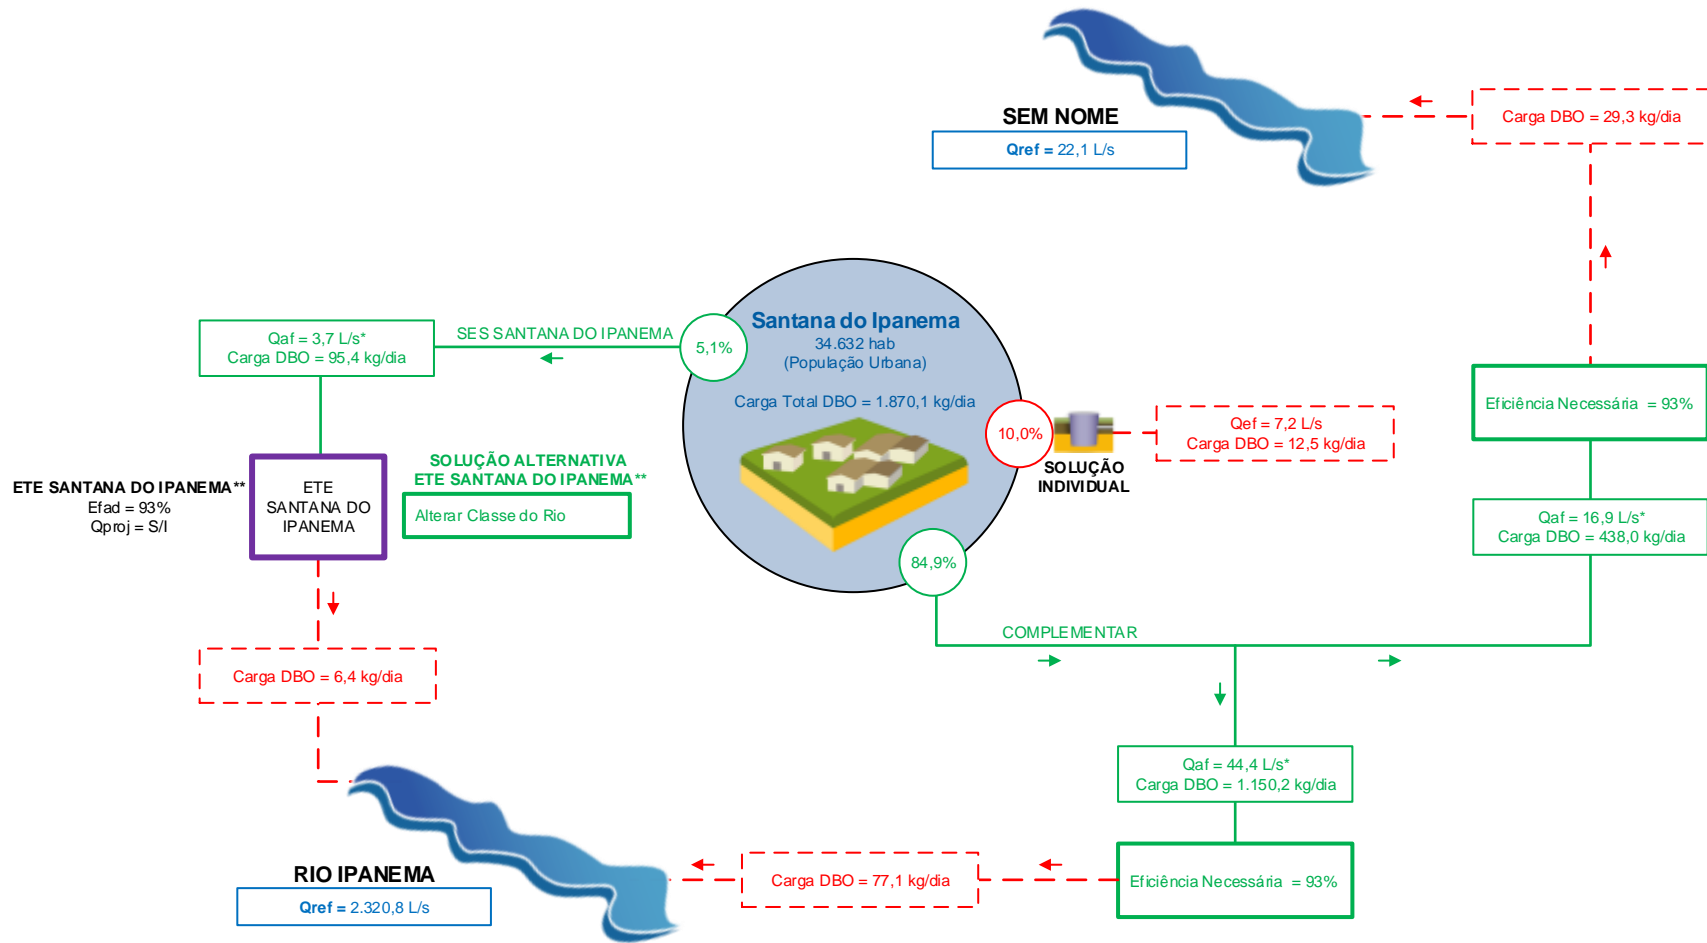 SEM NOME
Qref = 22,1 L/s
Carga DBO = 29,3 kg/dia
Santana do Ipanema
34.632 hab
(População Urbana)
Carga Total DBO = 1.870,1 kg/dia
5,1%
SES SANTANA DO IPANEMA
Qaf = 3,7 L/s*
Carga DBO = 95,4 kg/dia
10,0%
SOLUÇÃO
INDIVIDUAL
Qef = 7,2 L/s
Carga DBO = 12,5 kg/dia
Eficiência Necessária = 93%
ETE SANTANA DO IPANEMA**
Efad = 93%
Qproj = S/I
ETE
SANTANA DO
IPANEMA
SOLUÇÃO ALTERNATIVA
ETE SANTANA DO IPANEMA**
Alterar Classe do Rio
Qaf = 16,9 L/s*
Carga DBO = 438,0 kg/dia
84,9%
COMPLEMENTAR
Carga DBO = 6,4 kg/dia
Qaf = 44,4 L/s*
Carga DBO = 1.150,2 kg/dia
RIO IPANEMA
Qref = 2.320,8 L/s
Carga DBO = 77,1 kg/dia
Eficiência Necessária = 93%